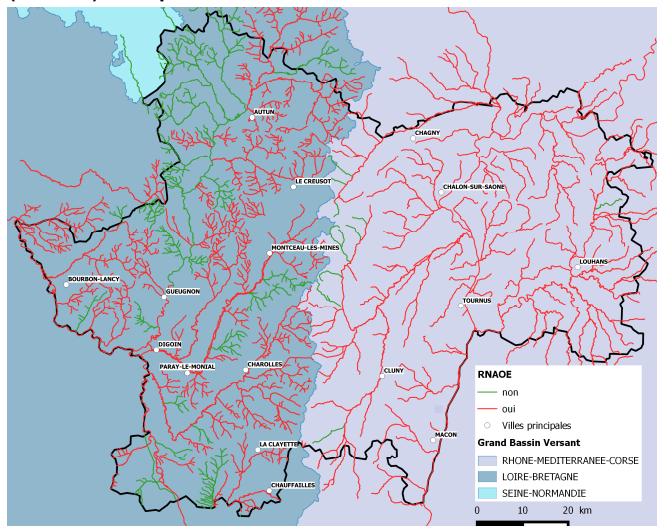 AUTUN
CHAGNY
LE CREUSOT
CHALON-SUR-SAONE
MONTCEAU-LES-MINES
LOUHANS
BOURBON-LANCY
GUEUGNON
TOURNUS
DIGOIN
PARAY-LE-MONIAL
CHAROLLES
CLUNY
RNAOE
non
oui
Villes principales
MACON
Grand Bassin Versant
LA CLAYETTE
RHONE-MEDITERRANEE-CORSE
LOIRE-BRETAGNE
CHAUFFAILLES
SEINE-NORMANDIE
0 10 20 km